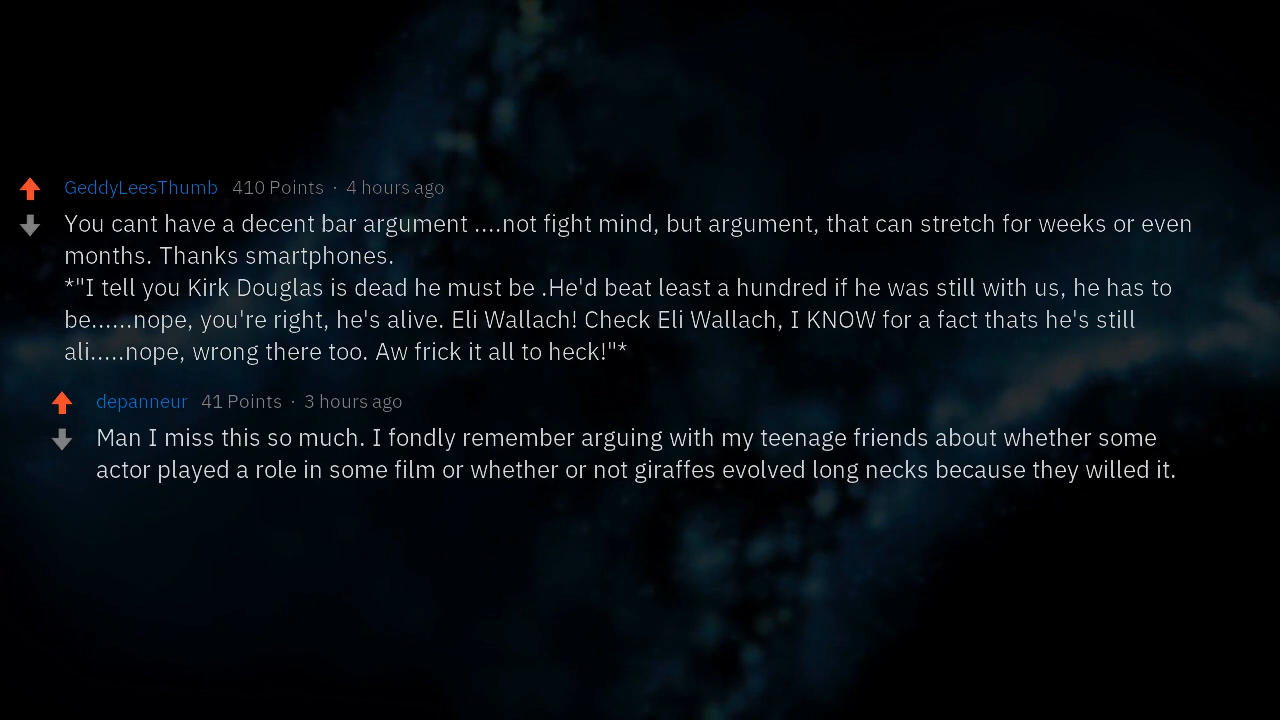 GeddyLeesThumb 410 Points · 4 hours ago
You cant have a decent bar argument ....not fight mind, but argument, that can stretch for weeks or even
months. Thanks smartphones.
*"I tell you Kirk Douglas is dead he must be .He'd beat least a hundred if he was still with us, he has to
be......nope, you're right, he's alive. Eli Wallach! Check Eli Wallach, I KNOW for a fact thats he's still
ali.....nope, wrong there too. Aw frick it all to heck!"*
depanneur 41 Points · 3 hours ago
Man I miss this so much. I fondly remember arguing with my teenage friends about whether some
actor played a role in some film or whether or not giraffes evolved long necks because they willed it.